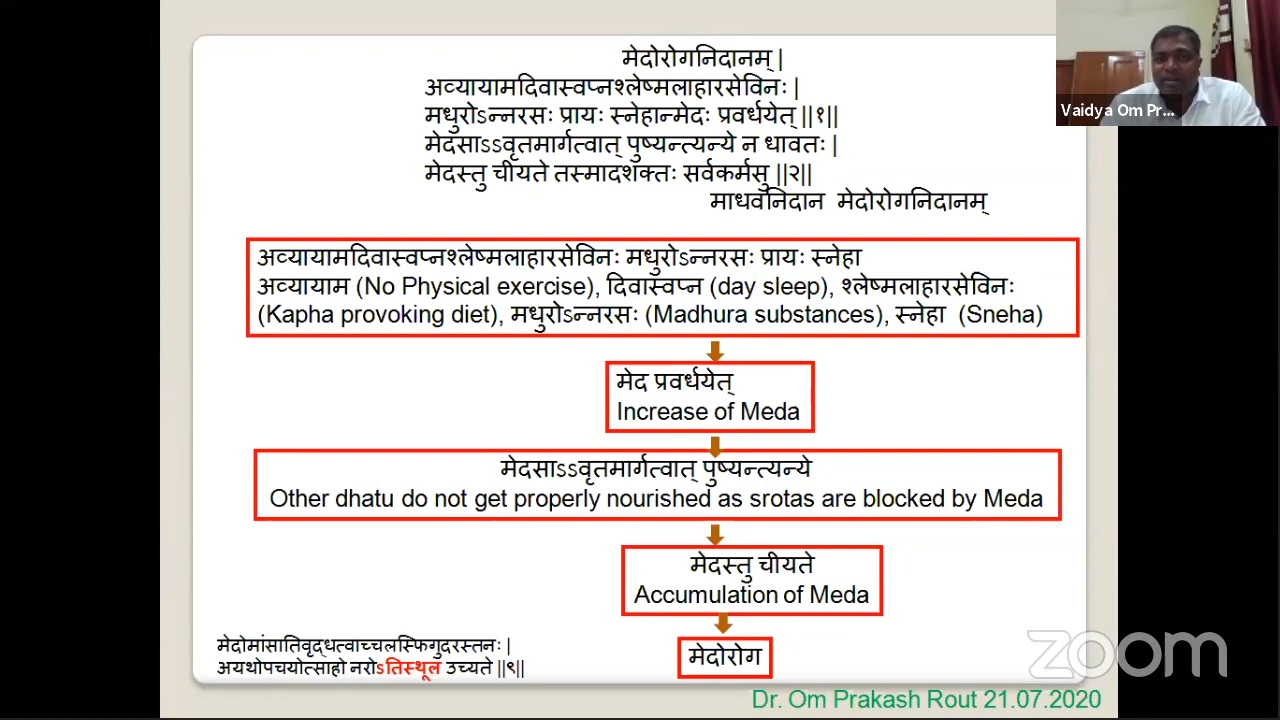 मेदोरोगनिदानम् |
अव्यायामदिवास्वप्नश्लेष्मलाहारसेविनः |
मधुरोऽन्नरसः प्रायः स्नेहान्मेदः प्रवर्धयेत् ||१||
मेदसाऽऽवृतमार्गत्वात् पुष्यन्त्यन्ये न धावतः |
मेदस्तु चीयते तस्मादशक्तः सर्वकर्मसु ||२||
माधवनिदान मेदोरोगनिदानम्
Vaidya Om Pr...
अव्यायामदिवास्वप्नश्लेष्मलाहारसेविनः मधुरोऽन्नरसः प्रायः स्नेहा
अव्यायाम (No Physical exercise), दिवास्वप्न (day sleep), श्लेष्मलाहारसेविनः
(Kapha provoking diet), मधुरोऽन्नरसः (Madhura substances), स्नेहा (Sneha)
मेद प्रवर्धयेत्
Increase of Meda
मेदसाऽऽवृतमार्गत्वात् पुष्यन्त्यन्ये
Other dhatu do not get properly nourished as srotas are blocked by Meda
मेदस्तु चीयते
Accumulation of Meda
मेदोरोग
मेदोमांसातिवृद्धत्वाच्चलस्फिगुदरस्तनः |
अयथोपचयोत्साहो नरोऽतिस्थूल उच्यते ||९||
zoom
Dr. Om Prakash Rout 21.07.2020